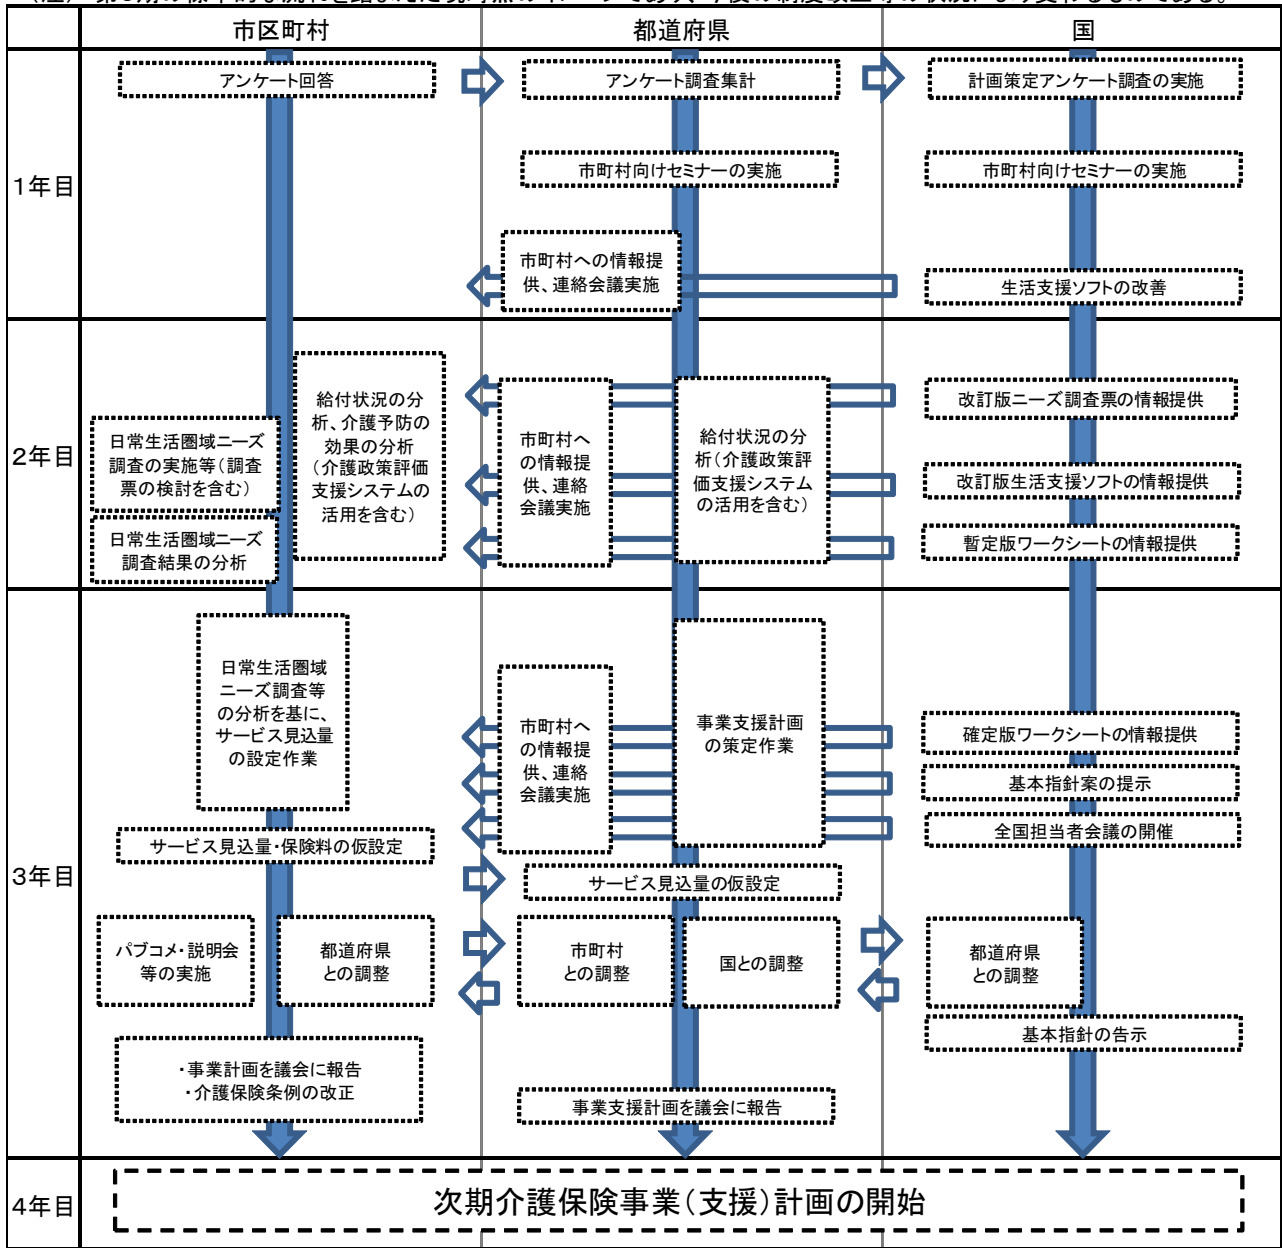 市区町村
都道府県
国
1年目
アンケート回答
アンケート調査集計
計画策定アンケート調査の実施
市町村向けセミナーの実施
市町村向けセミナーの実施
市町村への情報提
供、連絡会議実施
生活支援ソフトの改善
2年目
日常生活圏域ニーズ
調査の実施等(調査
票の検討を含む)
日常生活圏域ニーズ
調査結果の分析
給付状況の分
析、介護予防の
効果の分析
(介護政策評価
支援システムの
活用を含む)
市町村へ
の情報提
供、連絡
会議実施
給付状況の分
析(介護政策評
価支援システム
の活用を含む)
改訂版ニーズ調査票の情報提供
改訂版生活支援ソフトの情報提供
暫定版ワークシートの情報提供
3年目
日常生活圏域
ニーズ調査等
の分析を基に、
サービス見込量
の設定作業
市町村へ
の情報提
供、連絡
会議実施
事業支援計画
の策定作業
確定版ワークシートの情報提供
基本指針案の提示
全国担当者会議の開催
サービス見込量・保険料の仮設定
サービス見込量の仮設定
パブコメ・説明会
等の実施
都道府県
との調整
市町村
との調整
国との調整
都道府県
との調整
基本指針の告示
・事業計画を議会に報告
・介護保険条例の改正
事業支援計画を議会に報告
4年目
次期介護保険事業(支援)計画の開始